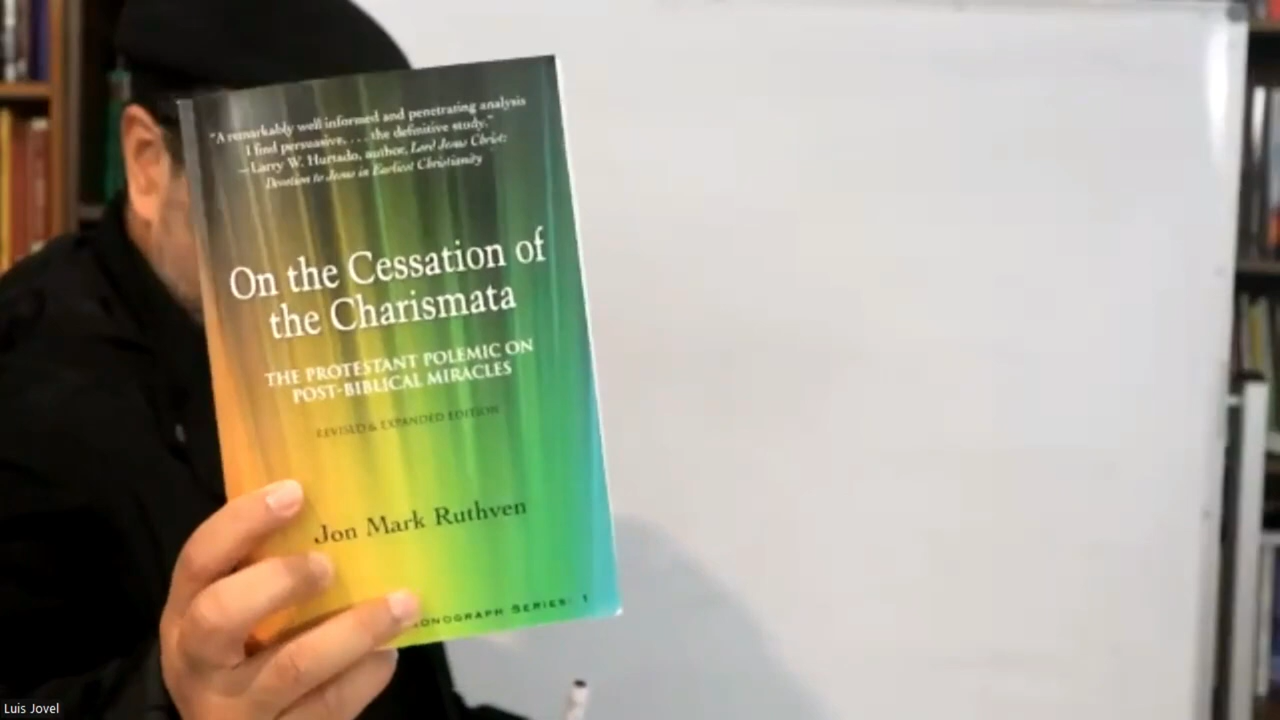 "A remarkably well informed and penetrating analysis
I find persuasive, . . . the definitive study."
—Larry W. Hurtado, author, Lord Jesus Christ:
Devotion to Jesus in Earliest Christianity
On the Cessation of
the Charismata
THE PROTESTANT POLEMIC ON
POST-BIBLICAL MIRACLES
REVISED & EXPANDED EDITION
Jon Mark Ruthven
ONOGRAPH SERIES: 1
Luis Jovel